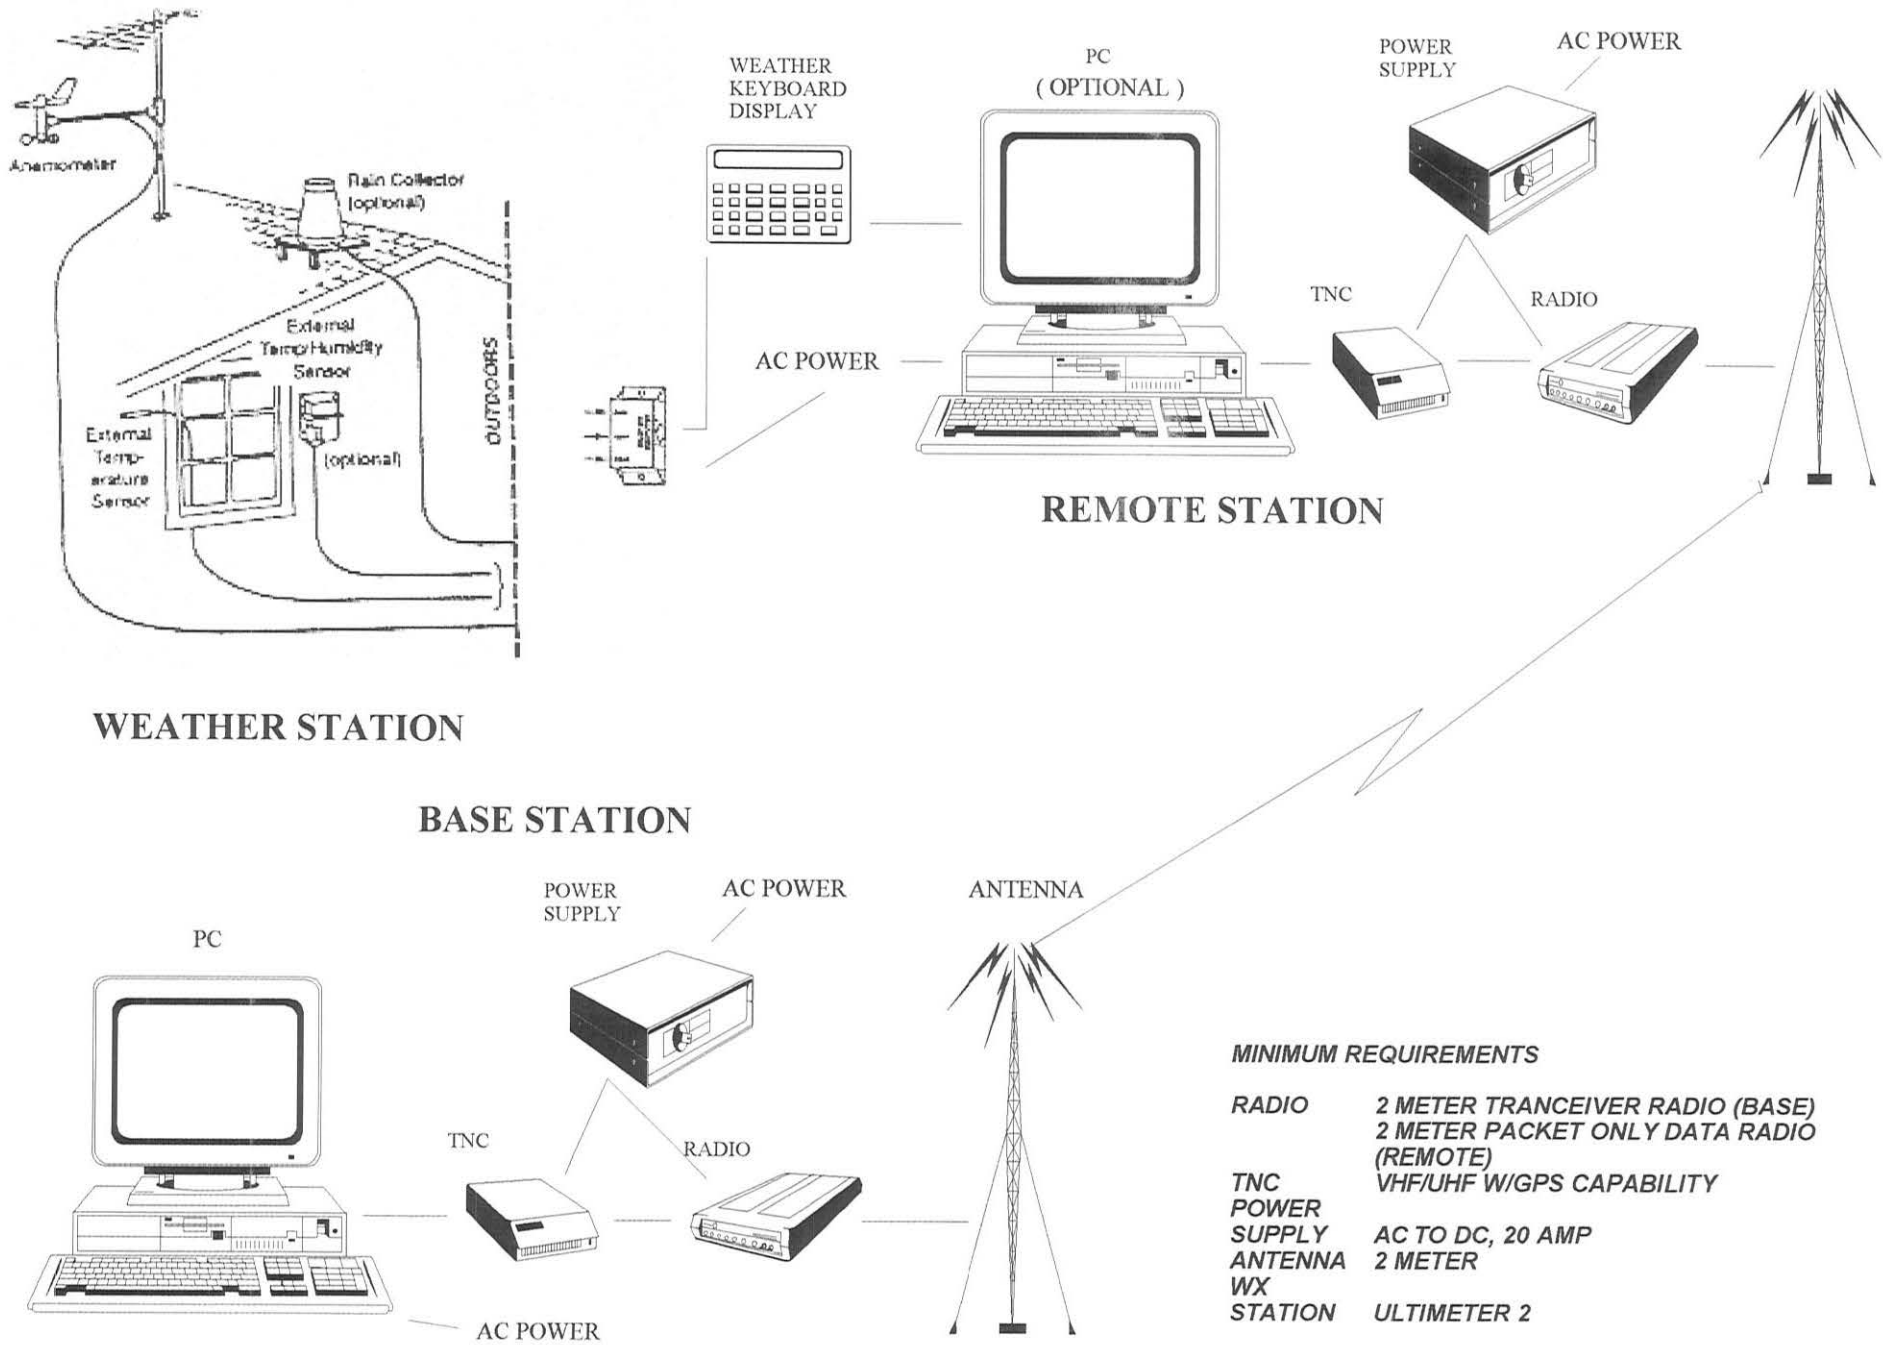 Anemometer
Rain Collector
(optional)
External
Temp/Humidity
Sensor
External
Temp-
erature
Sensor
(optional)
OUTDOORS
WEATHER STATION
WEATHER
KEYBOARD
DISPLAY
PC
( OPTIONAL )
POWER
SUPPLY
AC POWER
TNC
RADIO
AC POWER
REMOTE STATION
BASE STATION
PC
POWER
SUPPLY
AC POWER
ANTENNA
TNC
RADIO
AC POWER
MINIMUM REQUIREMENTS
RADIO 2 METER TRANCEIVER RADIO (BASE)
2 METER PACKET ONLY DATA RADIO
(REMOTE)
TNC VHF/UHF W/GPS CAPABILITY
POWER
SUPPLY AC TO DC, 20 AMP
ANTENNA 2 METER
WX
STATION ULTIMETER 2